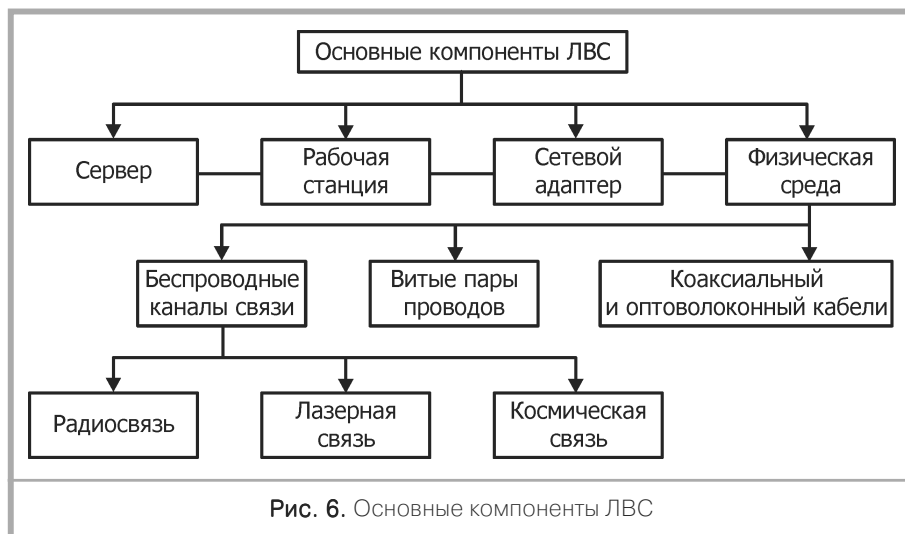 Основные компоненты ЛВС
Сервер
Рабочая
станция
Сетевой
адаптер
Физическая
среда
Беспроводные
каналы связи
Витые пары
проводов
Коаксиальный
и оптоволоконный кабели
Радиосвязь
Лазерная
связь
Космическая
связь
Рис. 6. Основные компоненты ЛВС